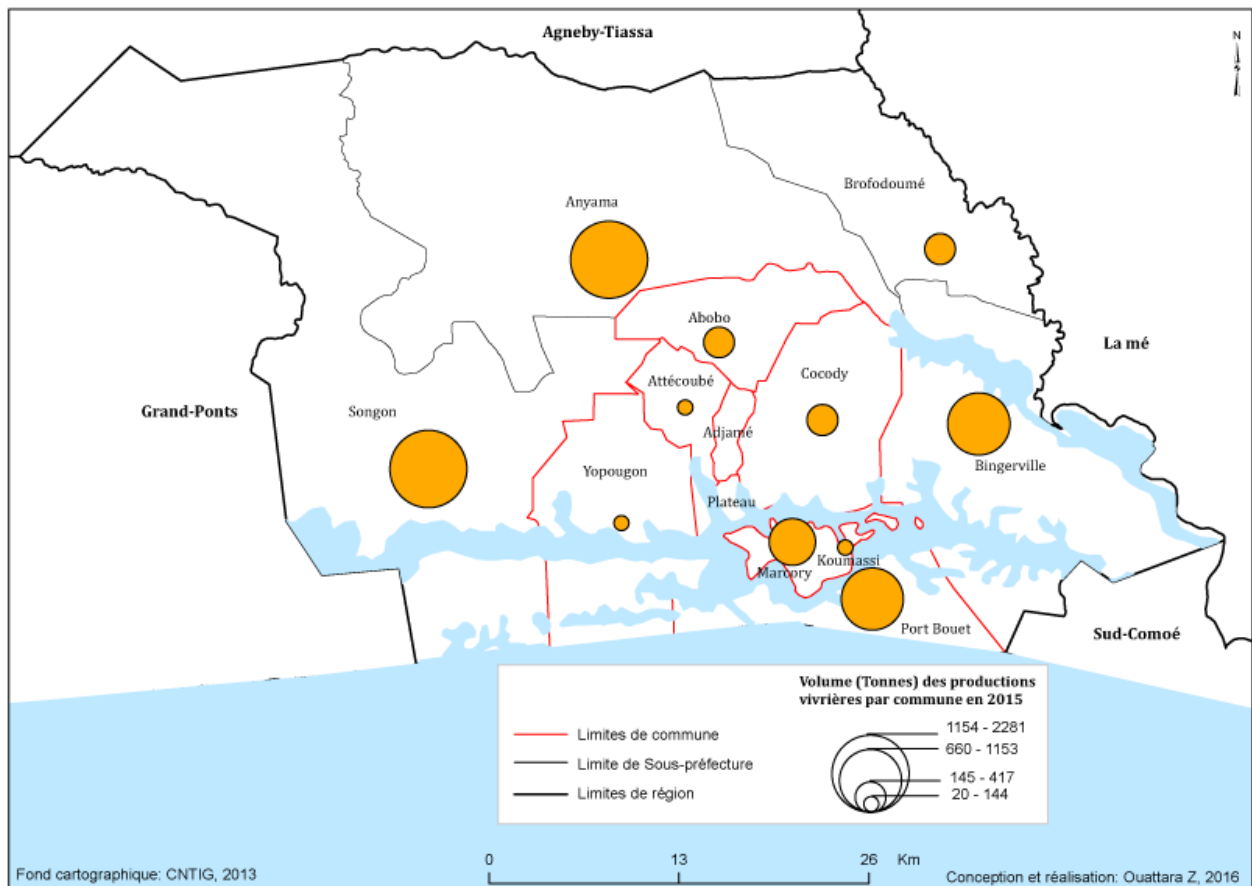 Agneby-Tiassa
N
Brofodoumé
Anyama
Abobo
La mé
Attécoubé
Cocody
Grand-Ponts
Songon
Adjamé
Yopougon
Bingerville
Plateau
Koumassi
Marcory
Port Bouet
Sud-Comoé
Volume (Tonnes) des productions
vivrières par commune en 2015
Limites de commune
Limite de Sous-préfecture
Limites de région
1154 - 2281
660 - 1153
145 - 417
20 - 144
0 13 26 Km
Fond cartographique: CNTIG, 2013
Conception et réalisation: Ouattara Z, 2016